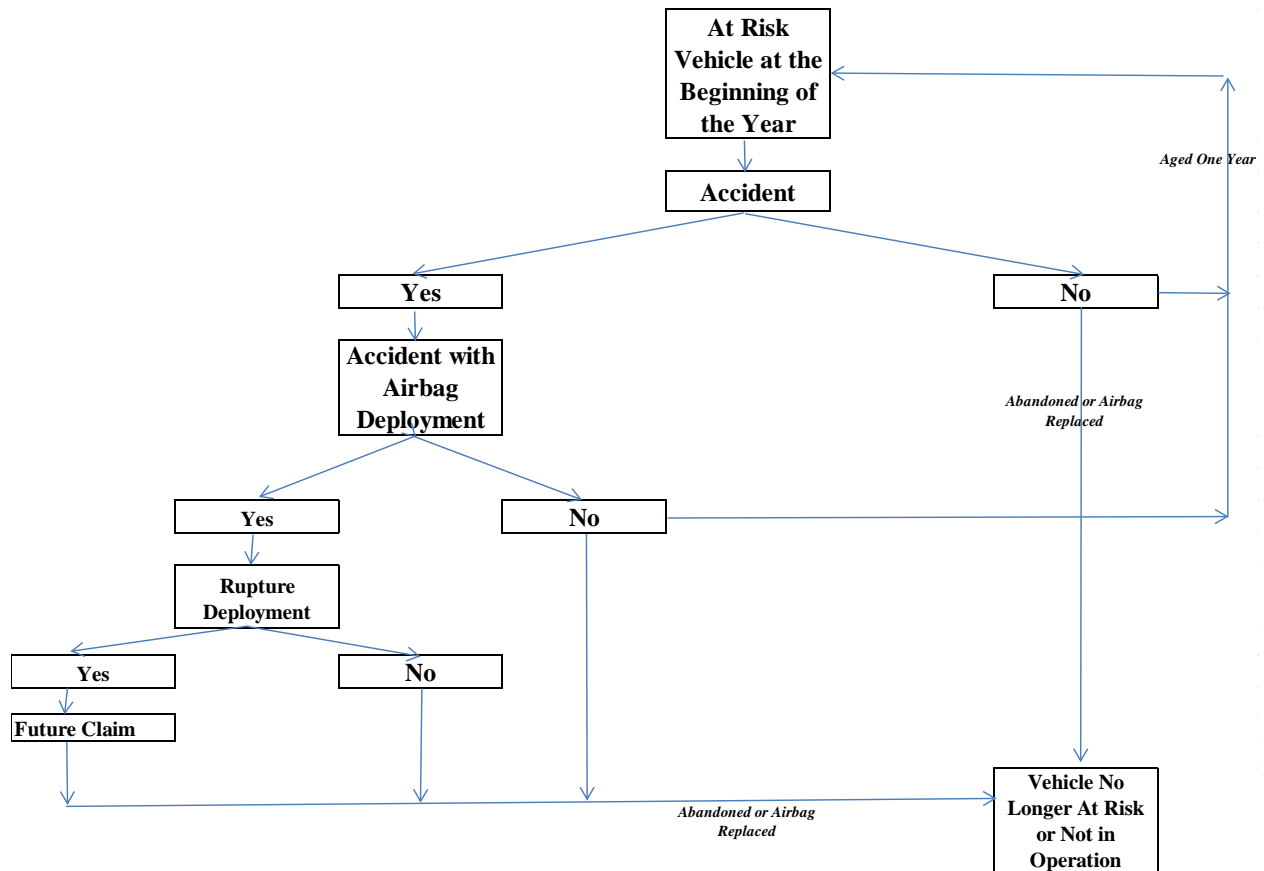 At Risk
Vehicle at the
Beginning of
the Year
Aged One Year
Accident
Yes
No
Accident with
Airbag
Deployment
Abandoned or Airbag
Replaced
Yes
No
Rupture
Deployment
Yes
No
Future Claim
Vehicle No
Longer At Risk
or Not in
Operation
Abandoned or Airbag
Replaced